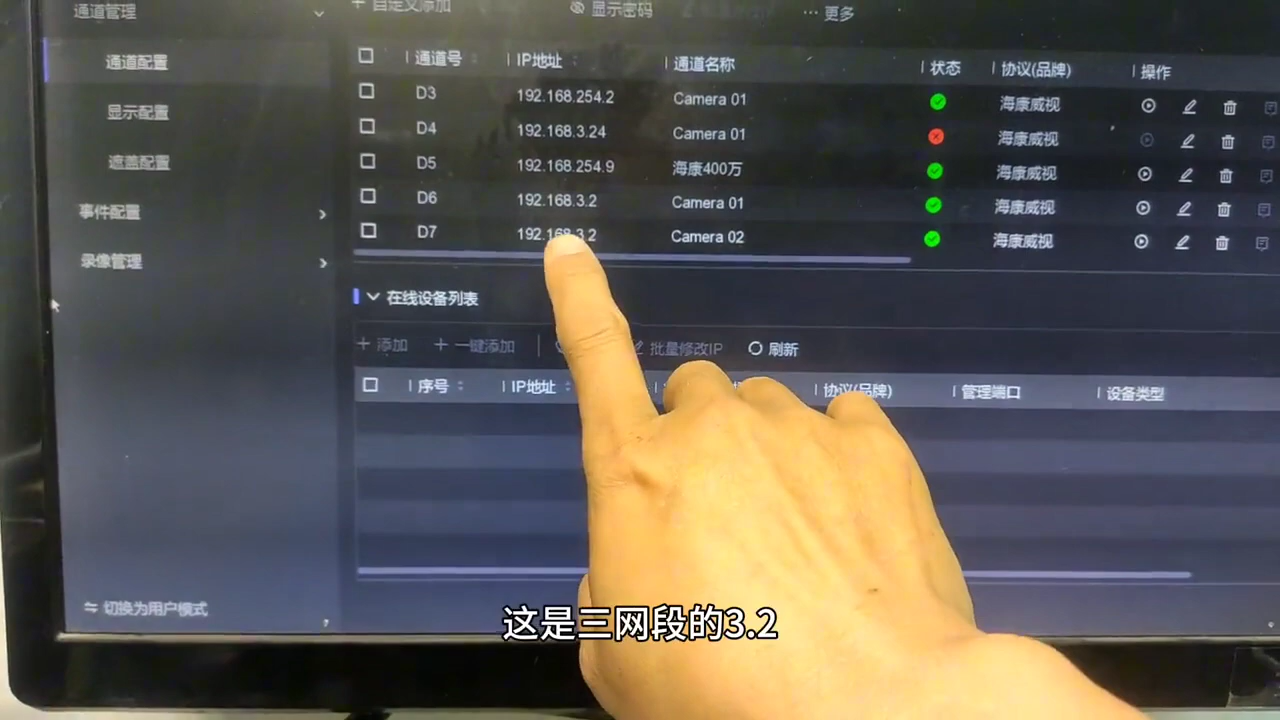 通道管理
+ 自定义添加 显示密码 ··· 更多
通道配置
显示配置
遮盖配置
事件配置
录像管理
通道号 IP地址 通道名称 状态 协议(品牌) 操作
D3 192.168.254.2 Camera 01 海康威视
D4 192.168.3.24 Camera 01 海康威视
D5 192.168.254.9 海康400万 海康威视
D6 192.168.3.2 Camera 01 海康威视
D7 192.168.3.2 Camera 02 海康威视
在线设备列表
+ 添加 + 一键添加 批量修改IP 刷新
序号 IP地址 协议(品牌) 管理端口 设备类型
切换为用户模式
?
这是三网段的3.2